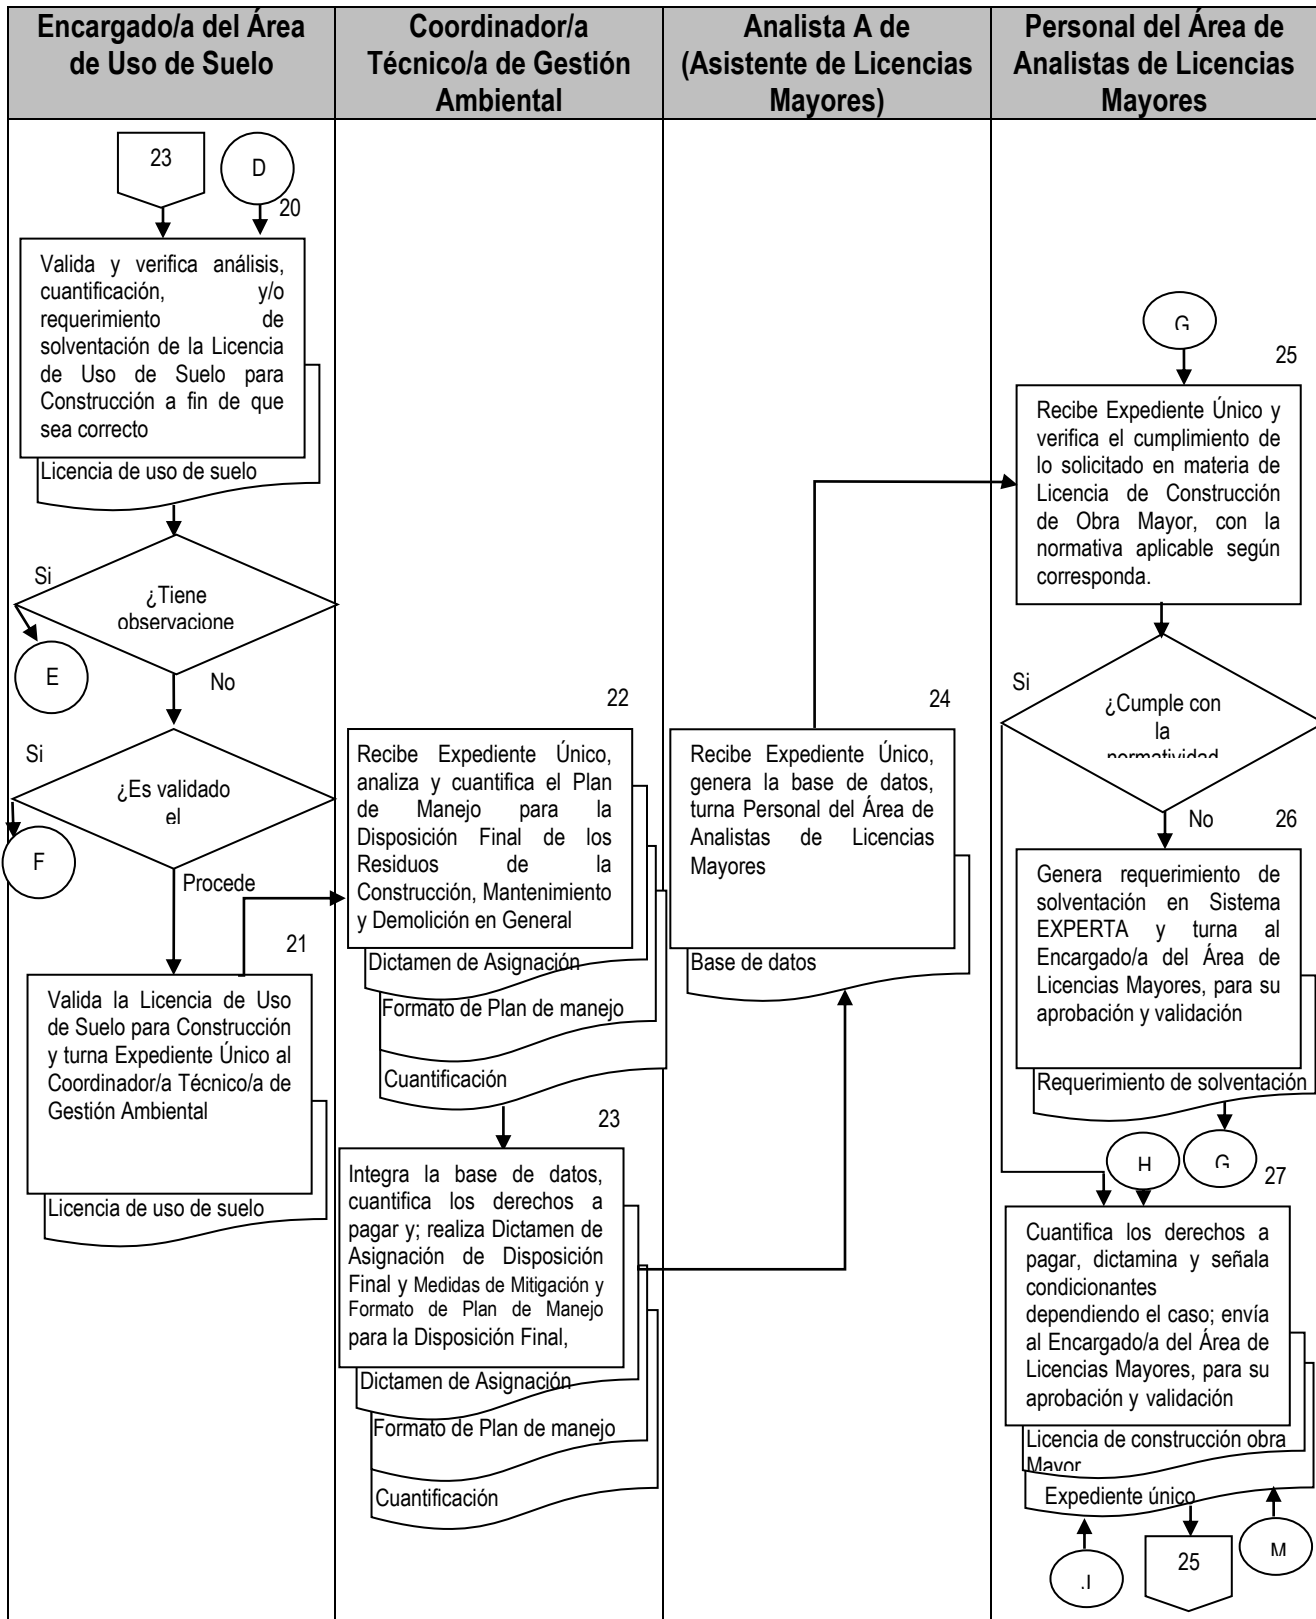 Encargado/a del Área
de Uso de Suelo
Coordinador/a
Técnico/a de Gestión
Ambiental
Analista A de
(Asistente de Licencias
Mayores)
Personal del Área de
Analistas de Licencias
Mayores
23
D
20
Valida y verifica análisis,
cuantificación, y/o
requerimiento de
solventación de la Licencia
de Uso de Suelo para
Construcción a fin de que
sea correcto
Licencia de uso de suelo
Si
¿Tiene
observacione
E
No
Si
¿Es validado
el
F
Procede
21
Valida la Licencia de Uso
de Suelo para Construcción
y turna Expediente Único al
Coordinador/a Técnico/a de
Gestión Ambiental
Licencia de uso de suelo
22
Recibe Expediente Único,
analiza y cuantifica el Plan
de Manejo para la
Disposición Final de los
Residuos de la
Construcción, Mantenimiento
y Demolición en General
Dictamen de Asignación
Formato de Plan de manejo
Cuantificación
23
Integra la base de datos,
cuantifica los derechos a
pagar y; realiza Dictamen de
Asignación de Disposición
Final y Medidas de Mitigación y
Formato de Plan de Manejo
para la Disposición Final,
Dictamen de Asignación
Formato de Plan de manejo
Cuantificación
24
Recibe Expediente Único,
genera la base de datos,
turna Personal del Área de
Analistas de Licencias
Mayores
Base de datos
G
25
Recibe Expediente Único y
verifica el cumplimiento de
lo solicitado en materia de
Licencia de Construcción
de Obra Mayor, con la
normativa aplicable según
corresponda.
Si
¿Cumple con
la
normatividad
No
26
Genera requerimiento de
solventación en Sistema
EXPERTA y turna al
Encargado/a del Área de
Licencias Mayores, para su
aprobación y validación
Requerimiento de solventación
H
G
27
Cuantifica los derechos a
pagar, dictamina y señala
condicionantes
dependiendo el caso; envía
al Encargado/a del Área de
Licencias Mayores, para su
aprobación y validación
Licencia de construcción obra
Mayor
Expediente único
J
25
M